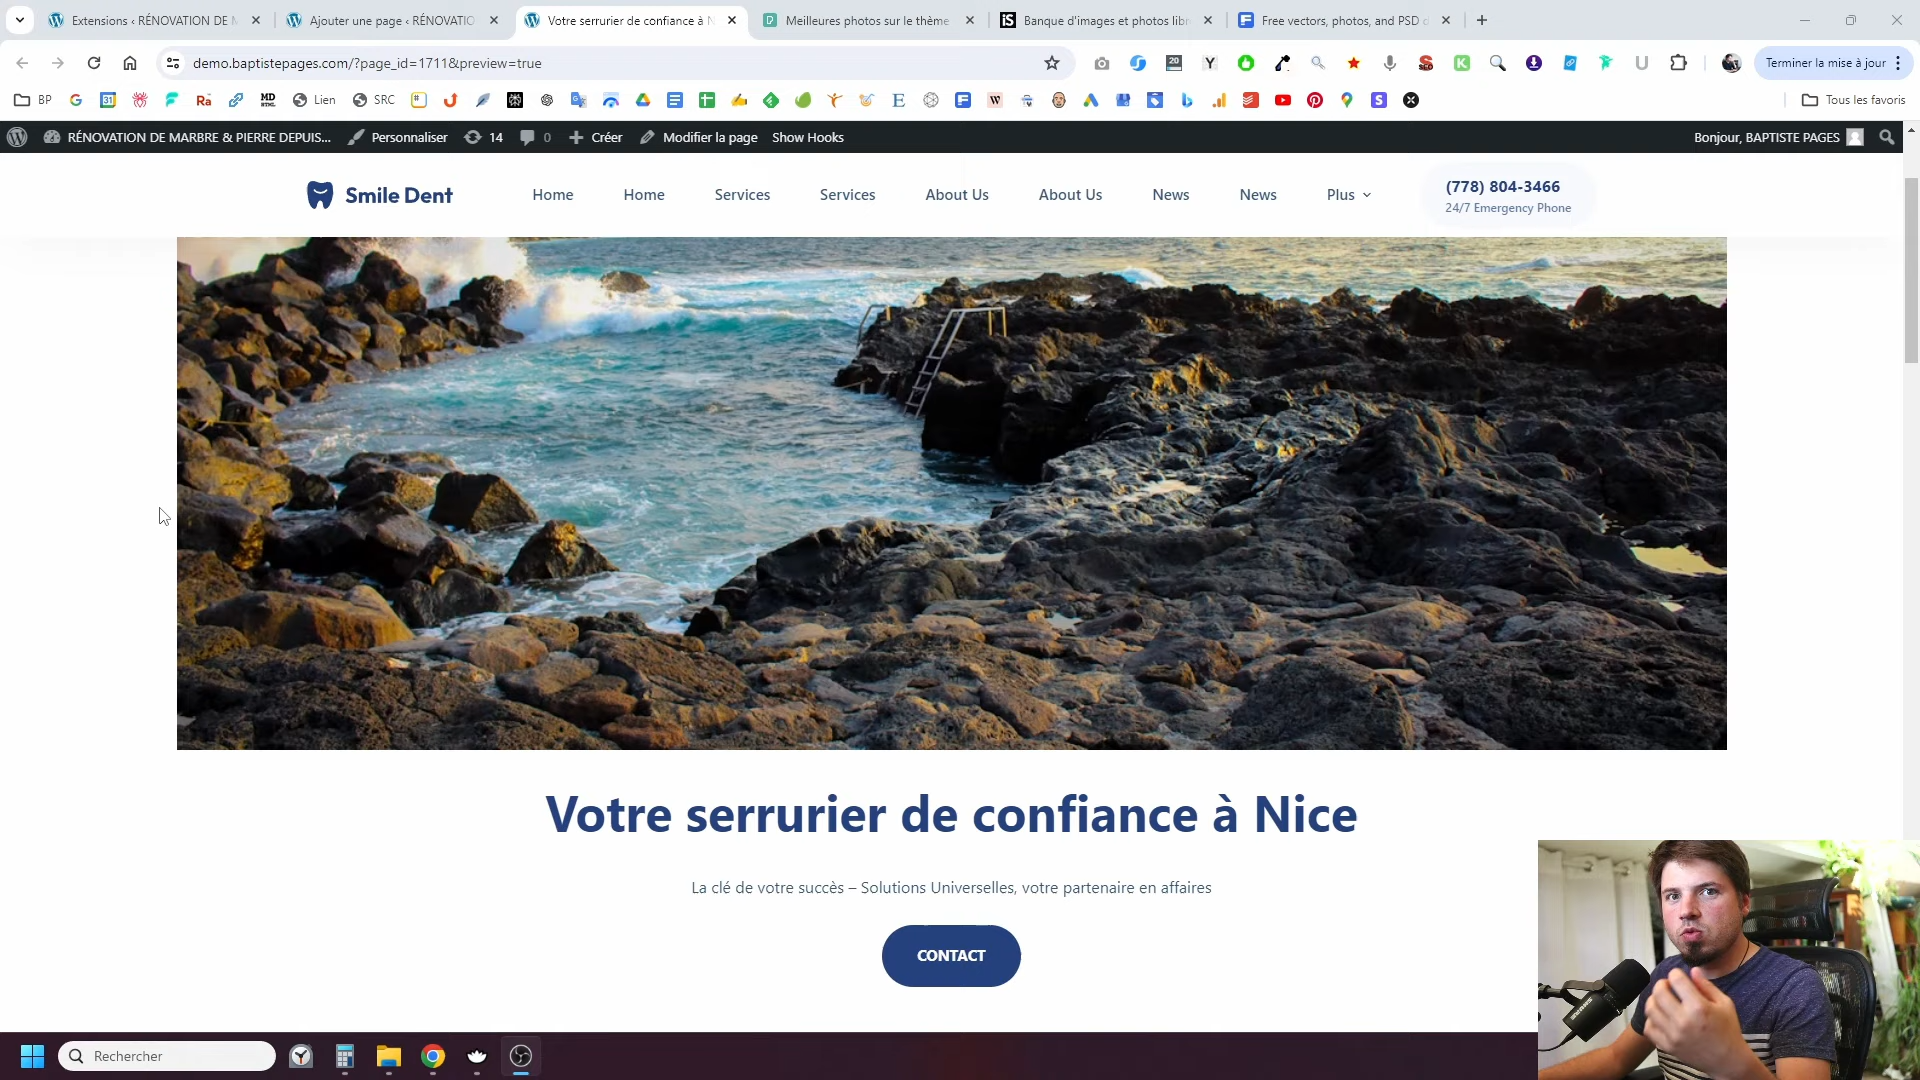 Extensions ‹ RÉNOVATION DE M
Ajouter une page ‹ RÉNOVATIO
Votre serrurier de confiance à N
Meilleures photos sur le thème
Banque d'images et photos libr
Free vectors, photos, and PSD d
demo.baptistepages.com/?page_id=1711&preview=true
Terminer la mise à jour
BP
Lien
SRC
Tous les favoris
RÉNOVATION DE MARBRE & PIERRE DEPUIS...
Personnaliser
14
0
Créer
Modifier la page
Show Hooks
Bonjour, BAPTISTE PAGES
Smile Dent
Home
Home
Services
Services
About Us
About Us
News
News
Plus
(778) 804-3466
24/7 Emergency Phone
Votre serrurier de confiance à Nice
La clé de votre succès – Solutions Universelles, votre partenaire en affaires
CONTACT
Rechercher